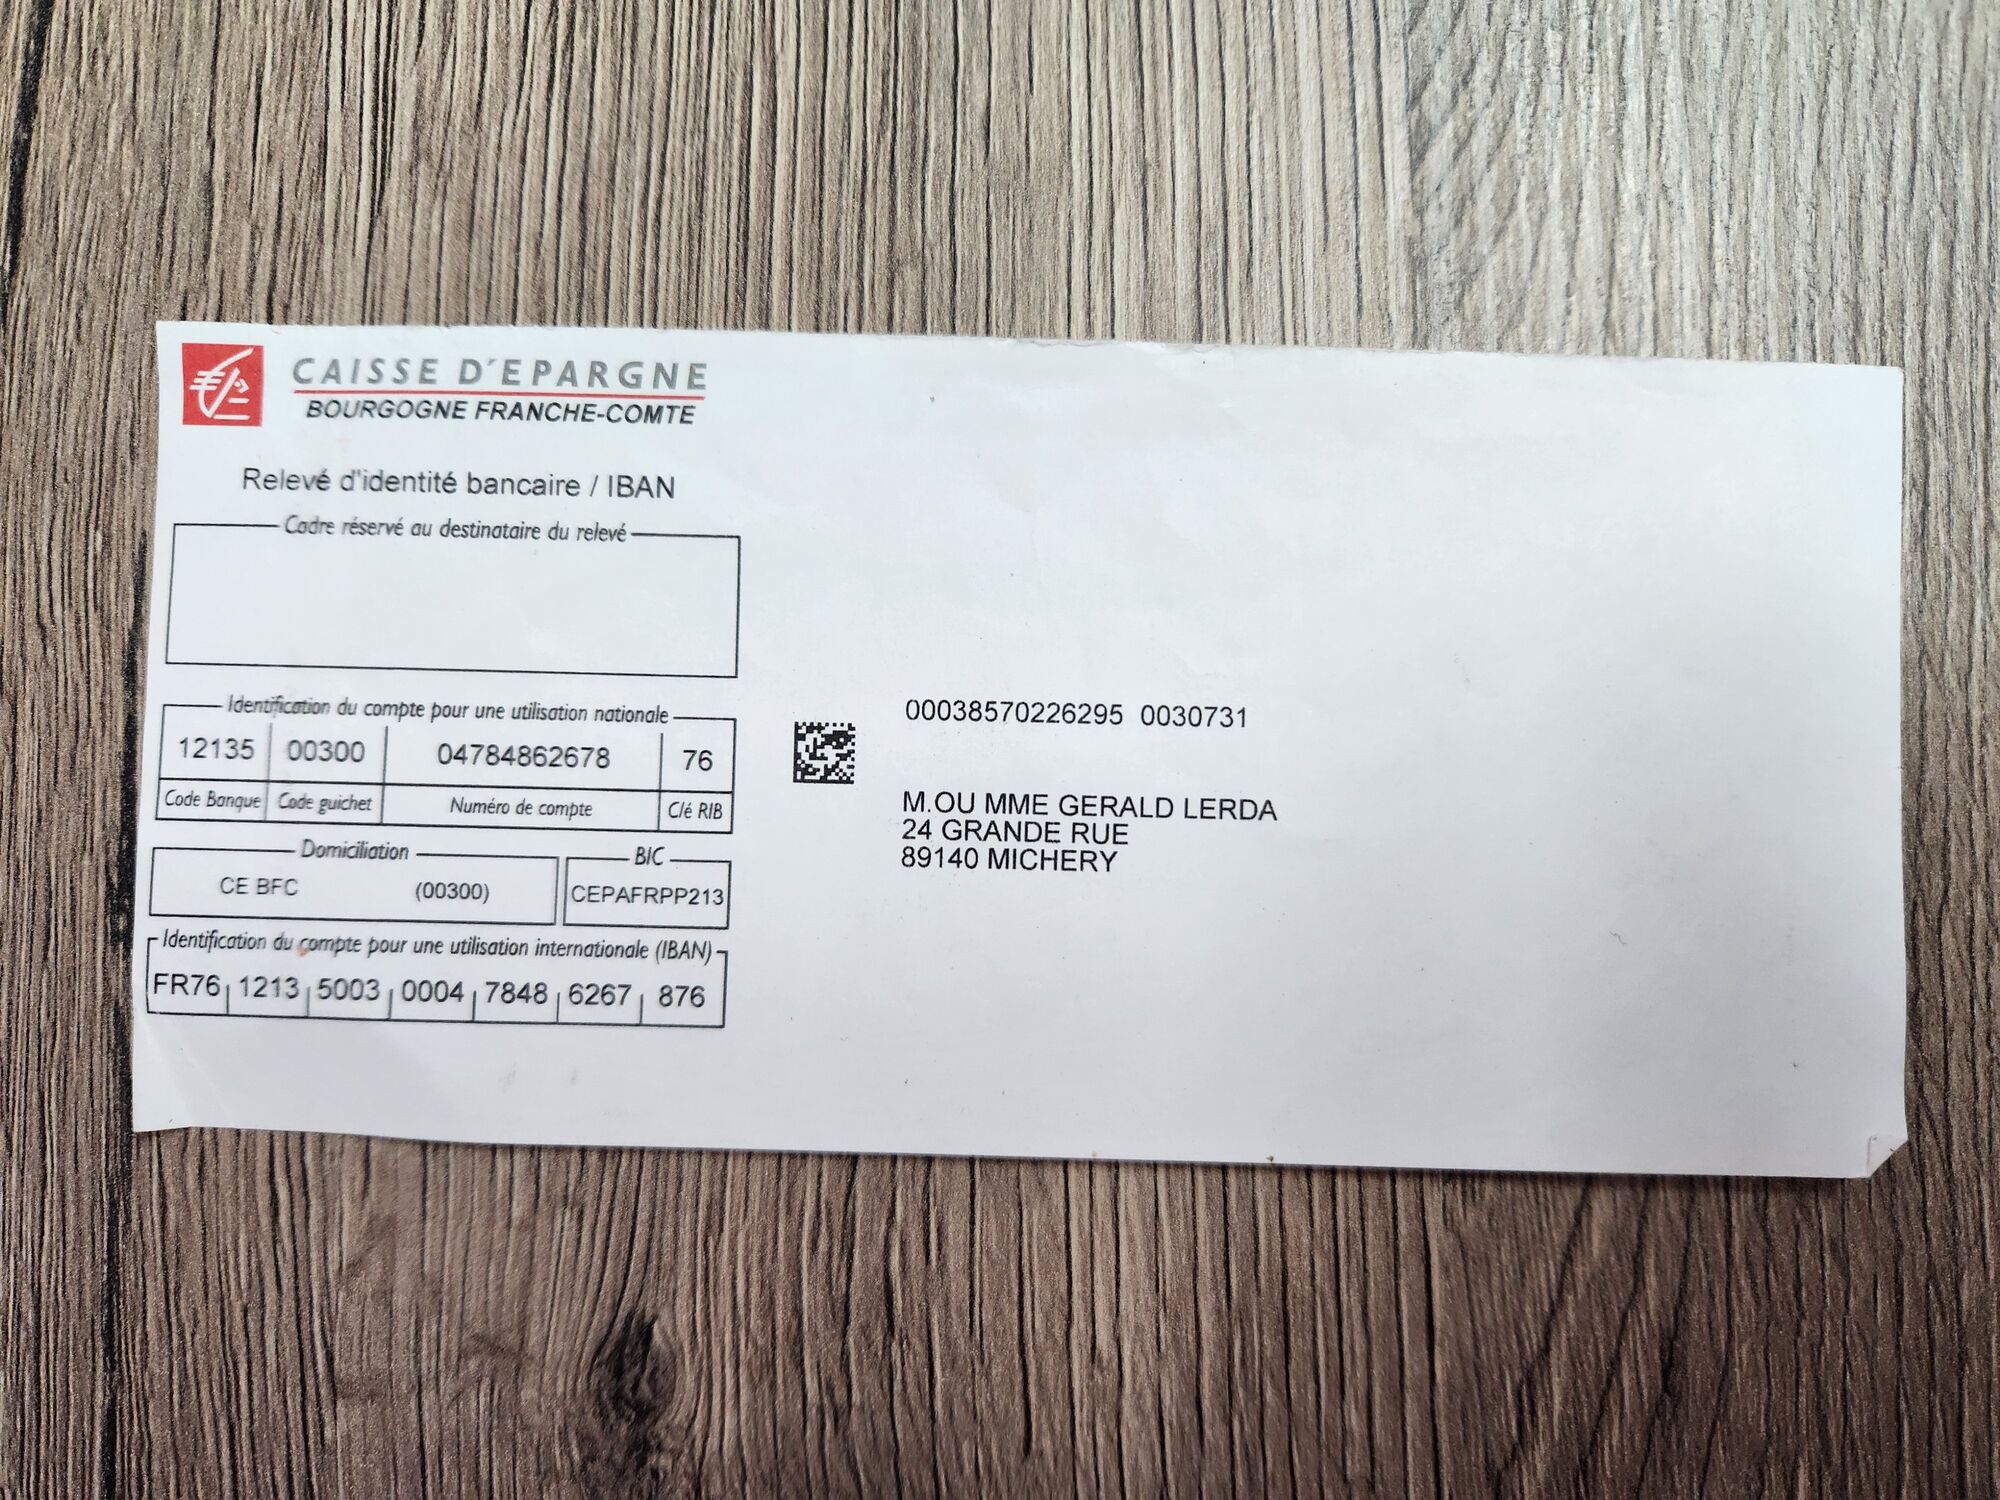 CAISSE D'EPARGNE
BOURGOGNE FRANCHE-COMTE
Relevé d'identité bancaire / IBAN
Cadre réservé au destinataire du relevé
Identification du compte pour une utilisation nationale
12135 00300 04784862678 76
Code Banque Code guichet Numéro de compte Clé RIB
Domiciliation BIC
CE BFC (00300) CEPAFRPP213
Identification du compte pour une utilisation internationale (IBAN)
FR76 1213 5003 0004 7848 6267 876
00038570226295 0030731
M.OU MME GERALD LERDA
24 GRANDE RUE
89140 MICHERY